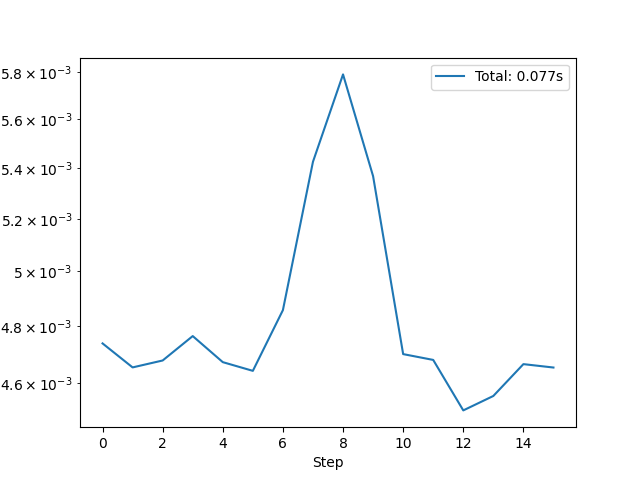 Total: 0.077s
5.8 × 10⁻³
5.6 × 10⁻³
5.4 × 10⁻³
5.2 × 10⁻³
5 × 10⁻³
4.8 × 10⁻³
4.6 × 10⁻³
0 2 4 6 8 10 12 14
Step